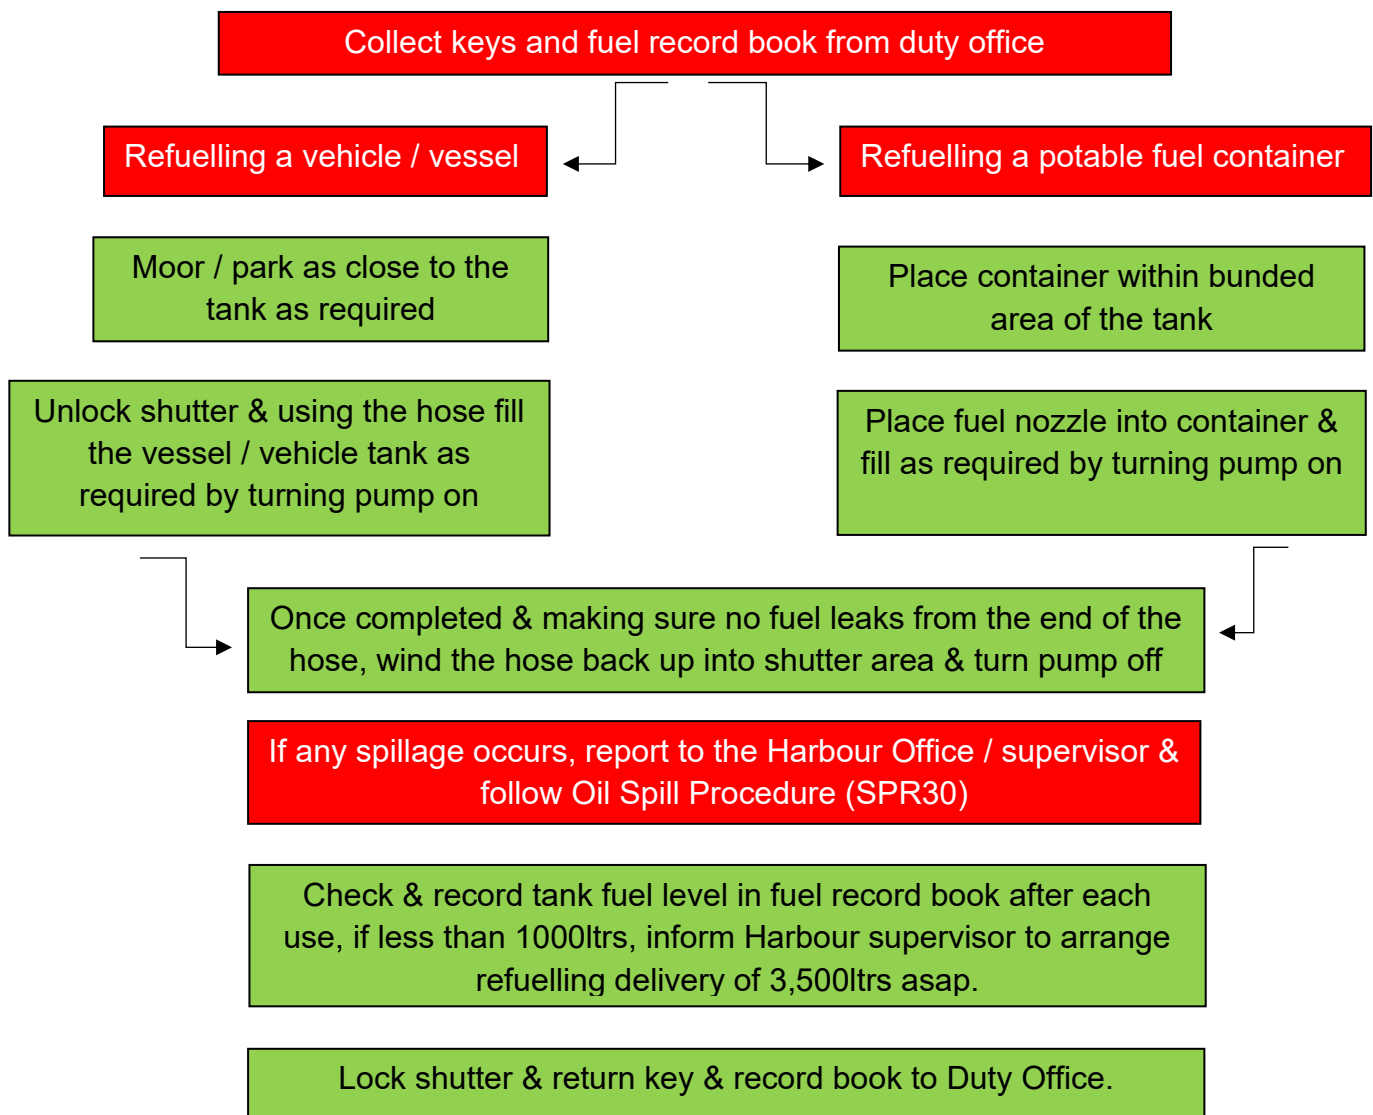 Collect keys and fuel record book from duty office
Refuelling a vehicle / vessel
Refuelling a potable fuel container
Moor / park as close to the
tank as required
Place container within bunded
area of the tank
Unlock shutter & using the hose fill
the vessel / vehicle tank as
required by turning pump on
Place fuel nozzle into container &
fill as required by turning pump on
Once completed & making sure no fuel leaks from the end of the
hose, wind the hose back up into shutter area & turn pump off
If any spillage occurs, report to the Harbour Office / supervisor &
follow Oil Spill Procedure (SPR30)
Check & record tank fuel level in fuel record book after each
use, if less than 1000ltrs, inform Harbour supervisor to arrange
refuelling delivery of 3,500ltrs asap.
Lock shutter & return key & record book to Duty Office.